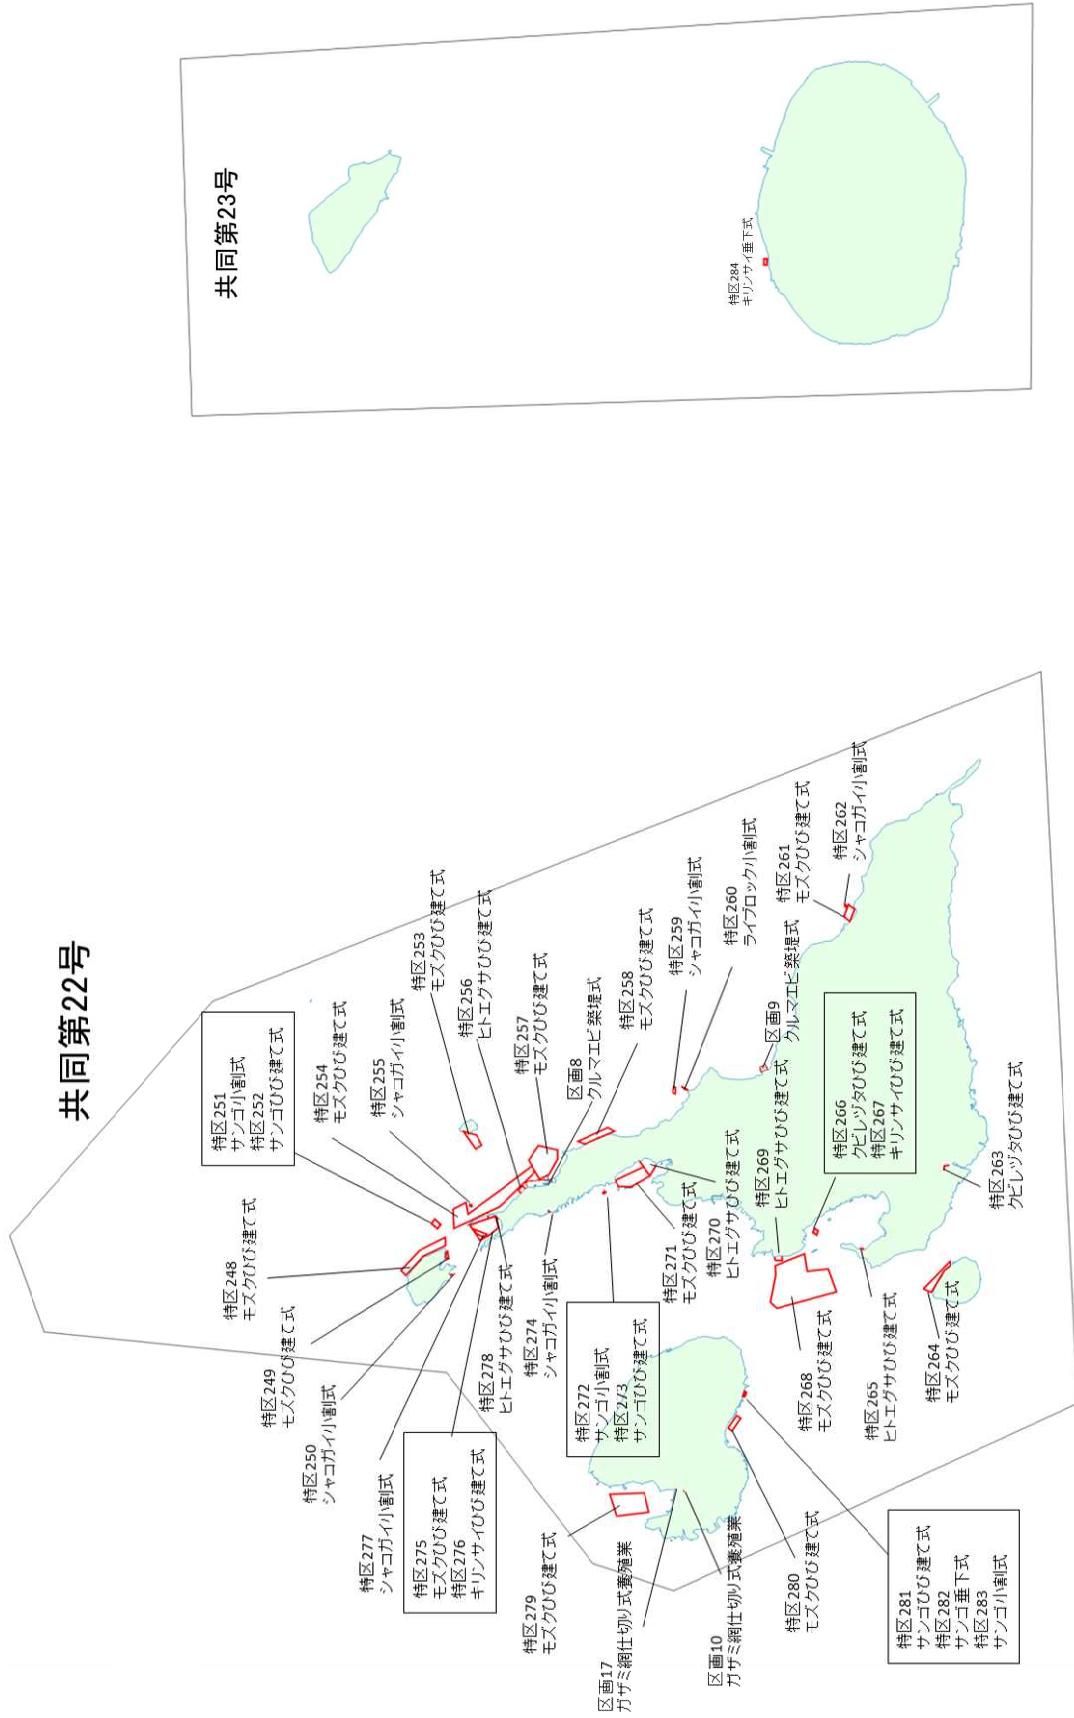 共同第22号
共同第23号
特区248
モズクひび建て式
特区249
モズクひび建て式
特区250
シャコガイ小割式
特区251
サンゴ小割式
特区252
サンゴひび建て式
特区254
モズクひび建て式
特区255
シャコガイ小割式
特区253
モズクひび建て式
特区256
ヒトエグサひび建て式
特区257
モズクひび建て式
区画8
クルマエビ築堤式
特区258
モズクひび建て式
特区259
シャコガイ小割式
特区260
ライブロック小割式
区画9
クルマエビ築堤式
特区261
モズクひび建て式
特区262
シャコガイ小割式
特区277
シャコガイ小割式
特区275
モズクひび建て式
特区276
キリンサイひび建て式
特区278
ヒトエグサひび建て式
特区274
シャコガイ小割式
特区272
サンゴ小割式
特区273
サンゴひび建て式
特区271
モズクひび建て式
特区270
ヒトエグサひび建て式
特区269
ヒトエグサひび建て式
特区266
クビレヅタひび建て式
特区267
キリンサイひび建て式
特区268
モズクひび建て式
特区265
ヒトエグサひび建て式
特区264
モズクひび建て式
特区263
クビレヅタひび建て式
特区279
モズクひび建て式
区画17
ガザミ網仕切り式養殖業
区画10
ガザミ網仕切り式養殖業
特区280
モズクひび建て式
特区281
サンゴひび建て式
特区282
サンゴ垂下式
特区283
サンゴ小割式
特区284
キリンサイ垂下式